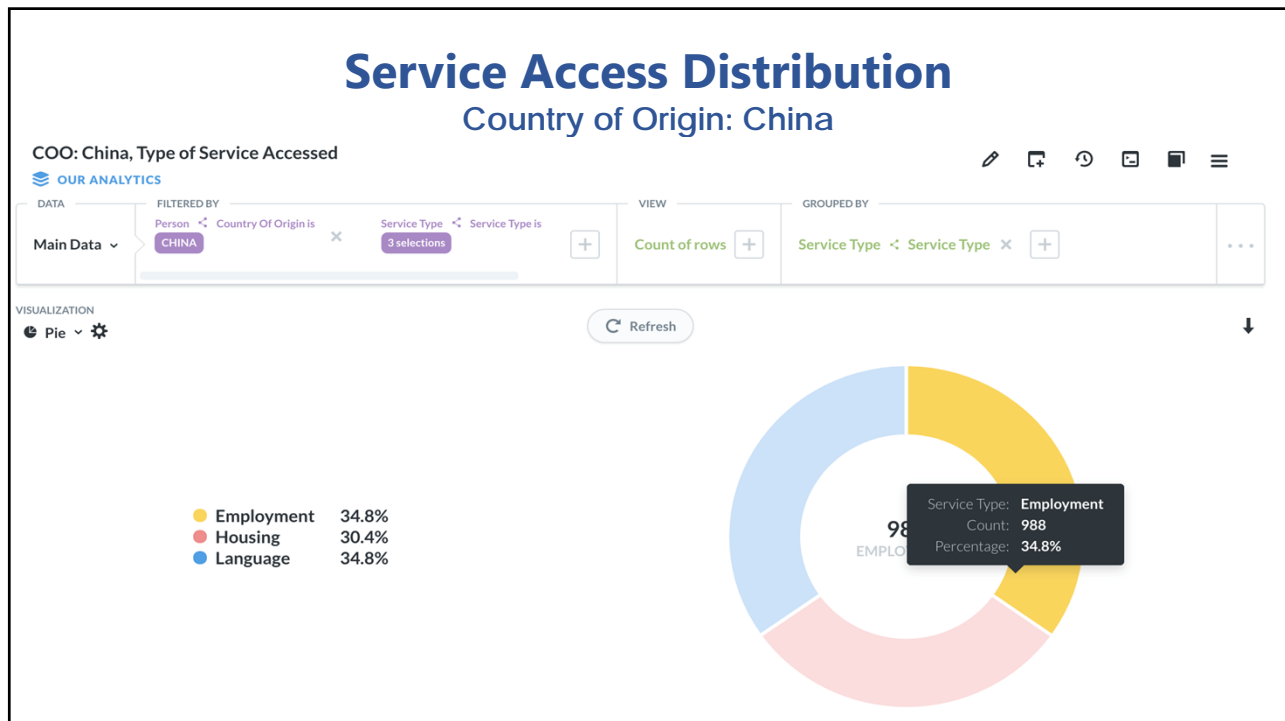 Service Access Distribution
Country of Origin: China
COO: China, Type of Service Accessed
OUR ANALYTICS
DATA
FILTERED BY
VIEW
GROUPED BY
Main Data
Person Country Of Origin is
CHINA
Service Type Service Type is
3 selections
Count of rows
Service Type Service Type
VISUALIZATION
Pie
Refresh
Employment 34.8%
Housing 30.4%
Language 34.8%
Service Type: Employment
Count: 988
Percentage: 34.8%